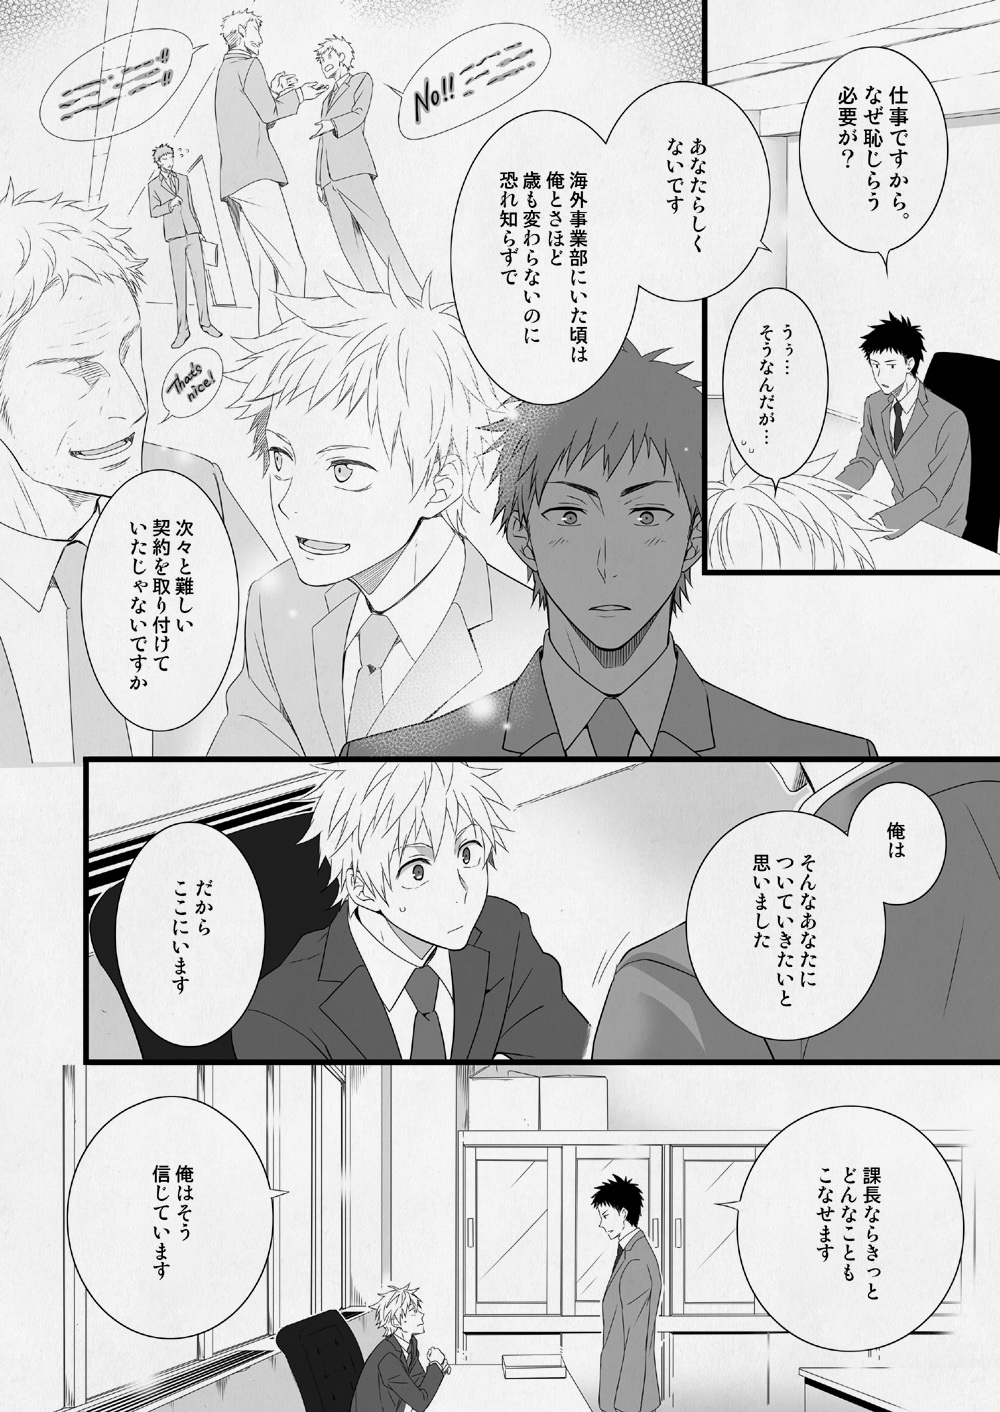 仕事ですから。
なぜ恥じらう
必要が？
うぅ…
そうなんだが…
あなたらしく
ないです
海外事業部にいた頃は
俺とさほど
歳も変わらないのに
恐れ知らずで
No!!
That's
nice!
次々と難しい
契約を取り付けて
いたじゃないですか
俺は
そんなあなたに
ついていきたいと
思いました
だから
ここにいます
課長ならきっと
どんなことも
こなせます
俺はそう
信じています